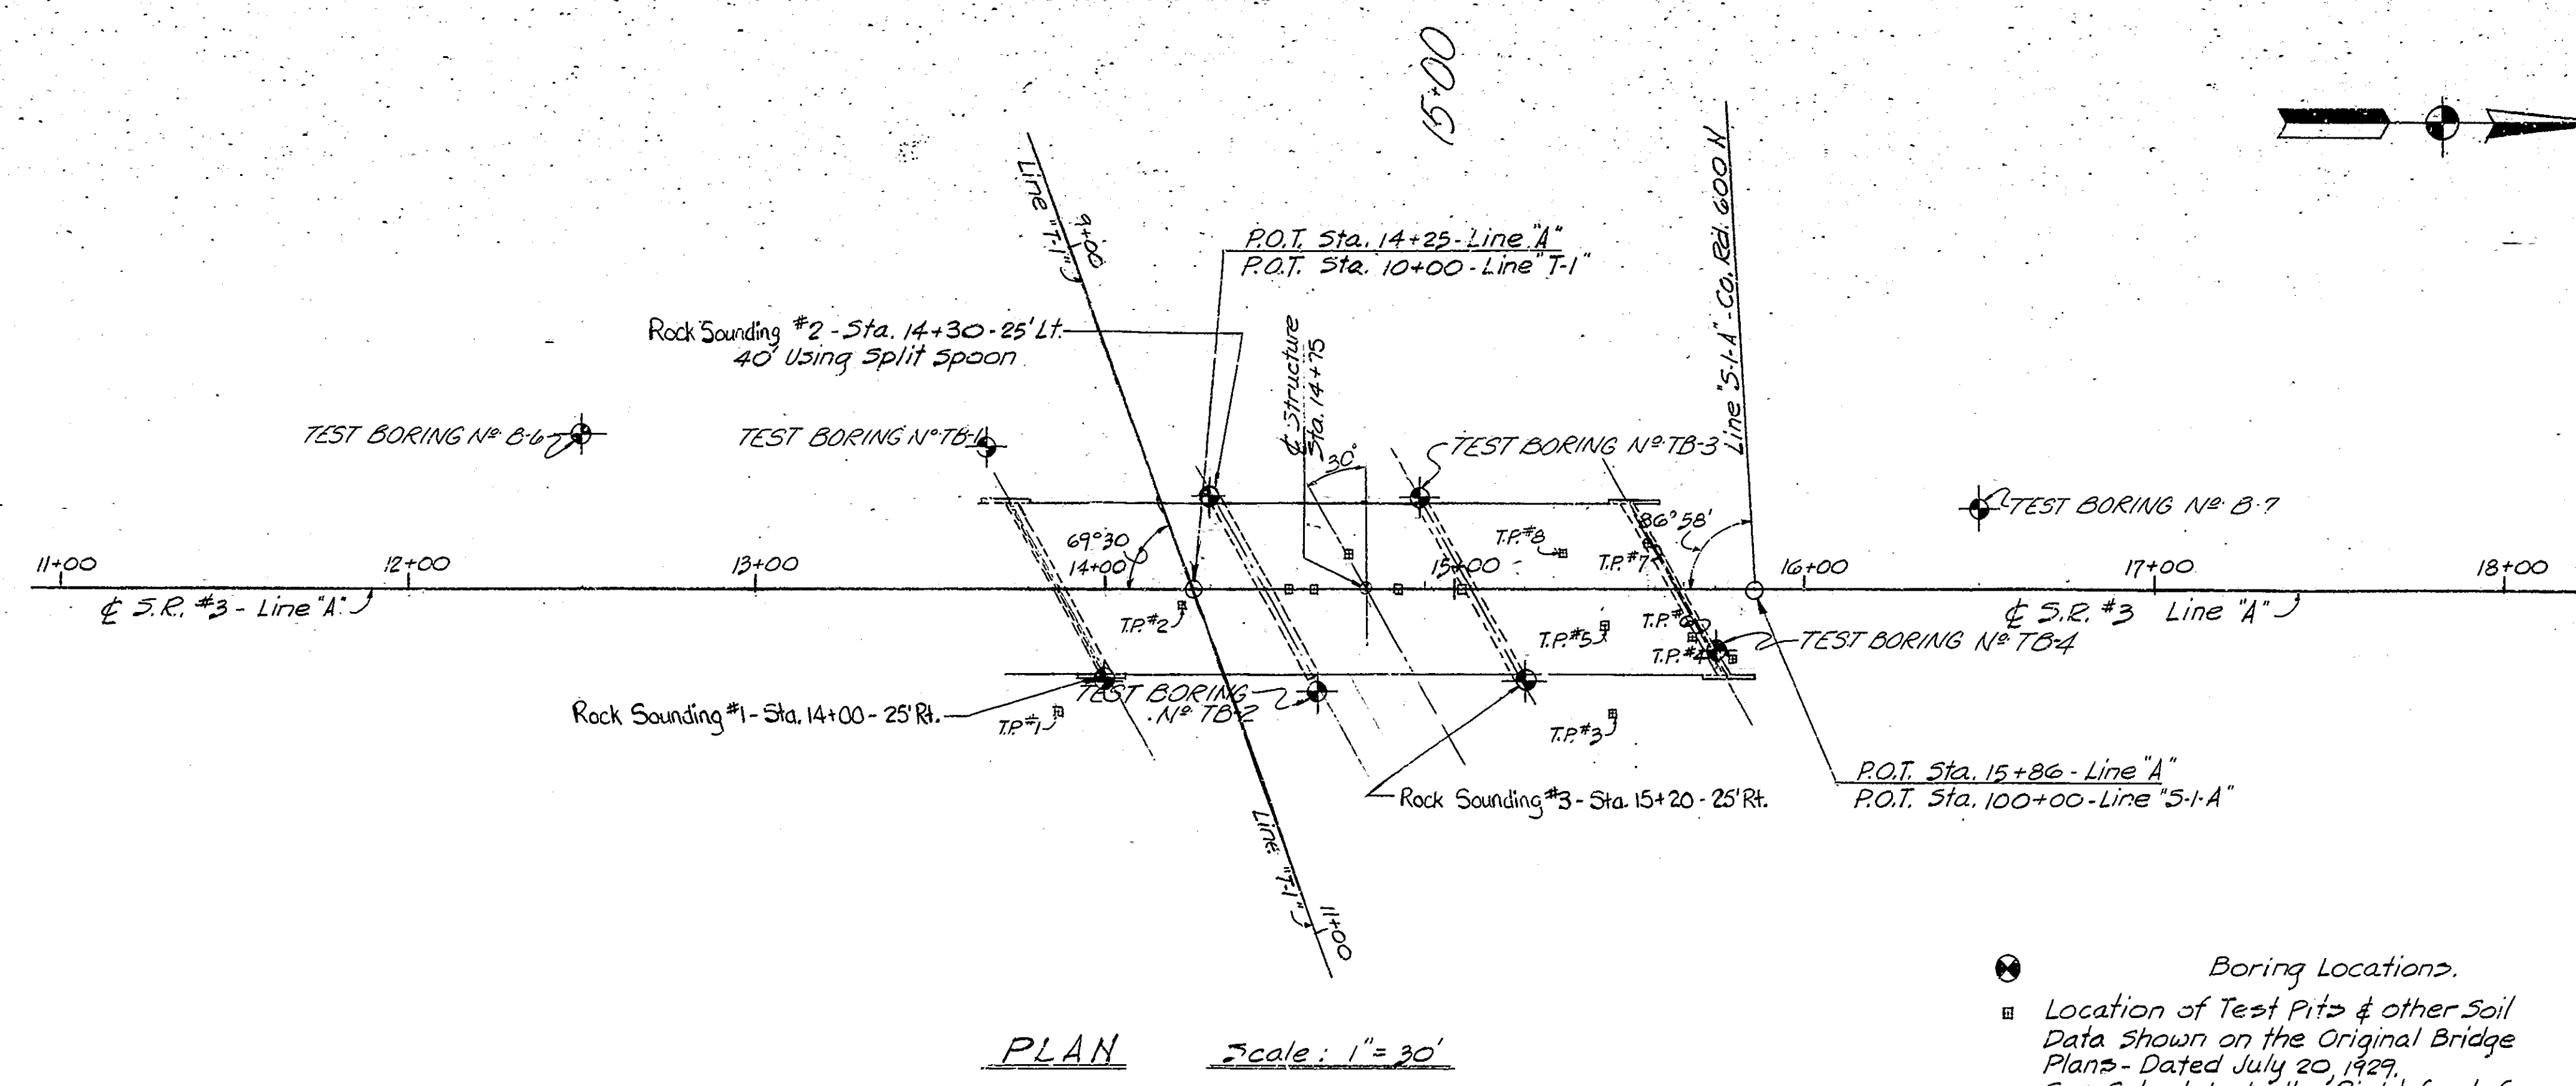 15+00
Line "T-1"
9+00
P.O.T. Sta. 14+25-Line "A"
P.O.T. Sta. 10+00-Line "T-1"
Line "S-1-A"-Co. Rd. 600 N
Rock Sounding #2-Sta. 14+30-25' Lt.
40' Using Split Spoon
℄ Structure
Sta. 14+75
30°
TEST BORING Nº B-6
TEST BORING Nº TB-1
TEST BORING Nº TB-3
TEST BORING Nº B-7
86°58'
69°30'
T.P.#8
T.P.#7
11+00
12+00
13+00
14+00
15+00
16+00
17+00
18+00
℄ S.R. #3-Line "A"
℄ S.R. #3 Line "A"
T.P.#2
T.P.#5
T.P.#6
T.P.#4
TEST BORING Nº TB-4
TEST BORING
Nº TB-2
Rock Sounding #1-Sta. 14+00-25' Rt.
T.P.#1
T.P.#3
Rock Sounding #3-Sta. 15+20-25' Rt.
P.O.T. Sta. 15+86-Line "A"
P.O.T. Sta. 100+00-Line "S-1-A"
Line "T-1"
11+00
Boring Locations.
Location of Test Pits & other Soil
Data Shown on the Original Bridge
Plans-Dated July 20, 1929.
PLAN Scale: 1"=30'